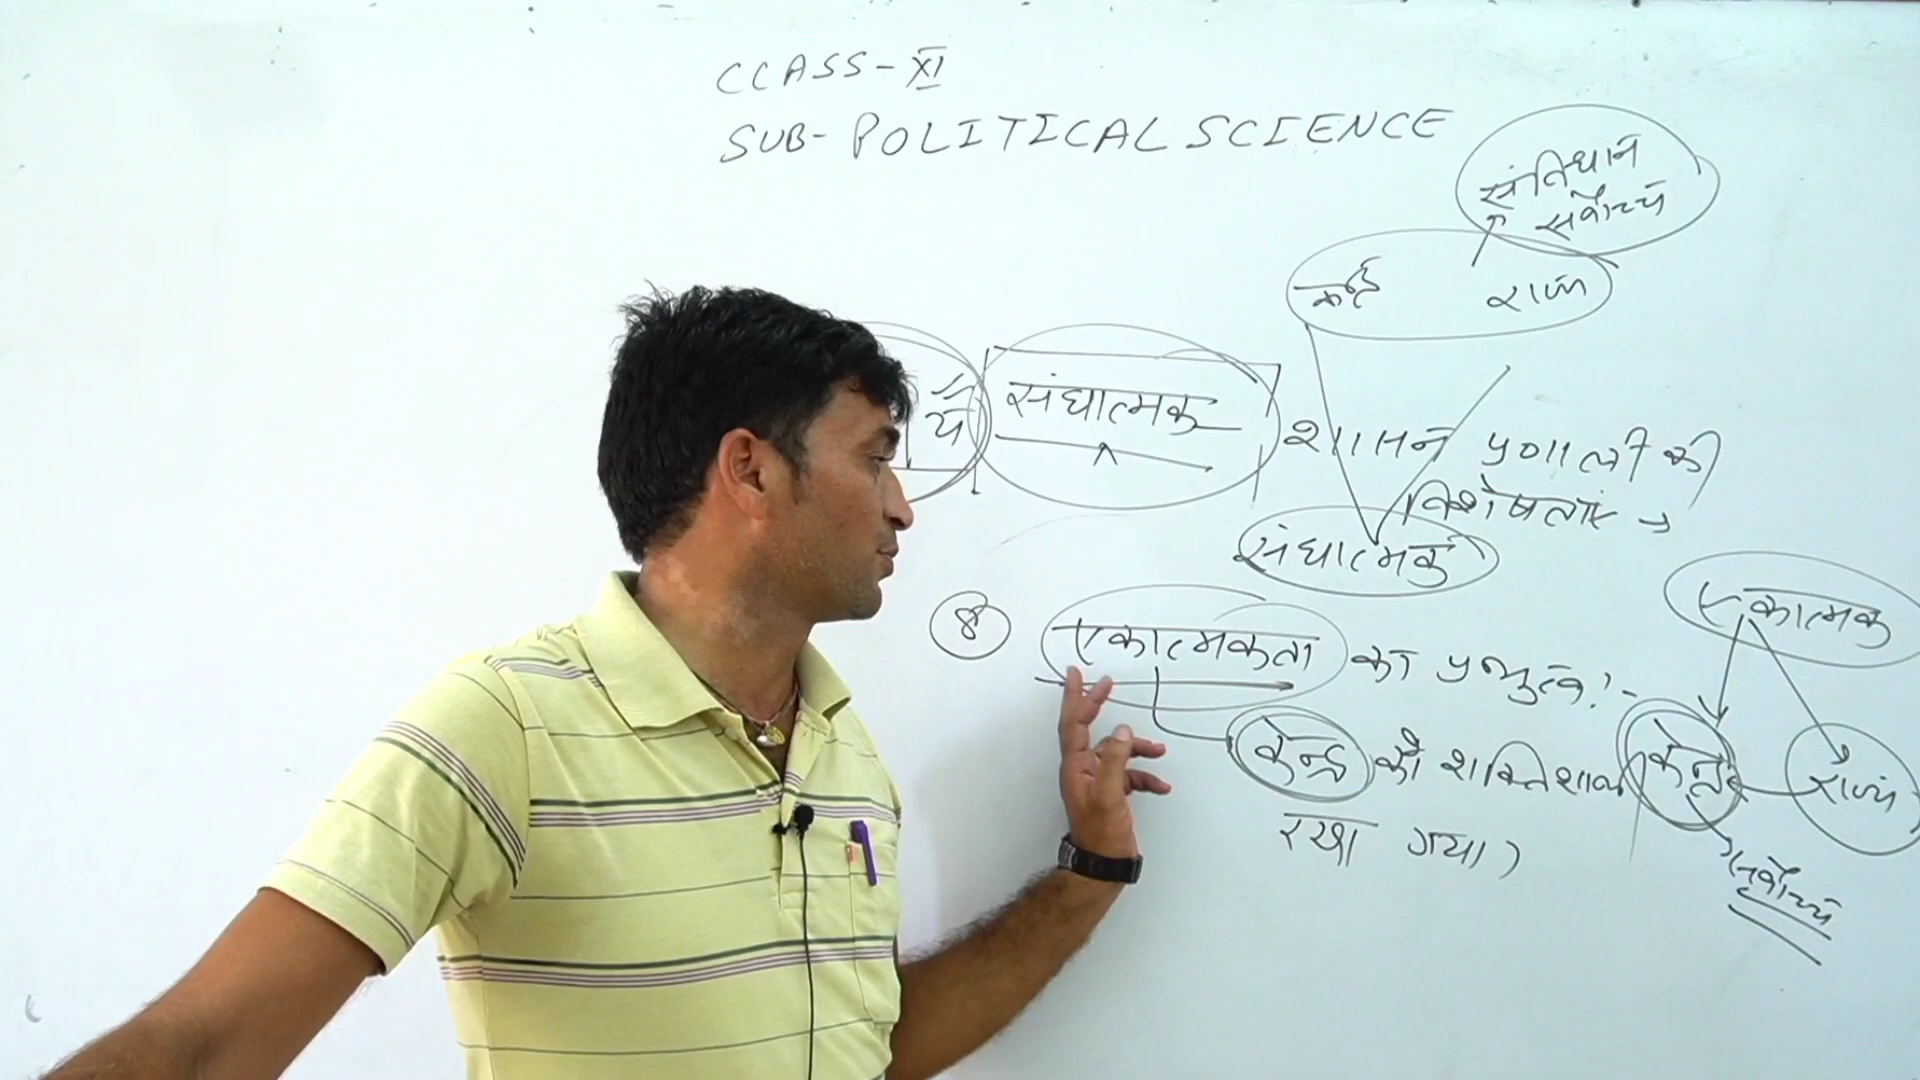 CLASS-XI
SUB-POLITICAL SCIENCE
संविधान
सर्वोच्य
राज्य
य संघात्मक शासन प्रणाली की
विशेषताएं →
संघात्मक
एकात्मक
8 एकात्मकता का प्रभुत्व:-
केन्द्र को शक्तिशाली केन्द्र राज्य
रखा गया)
सर्वोच्य